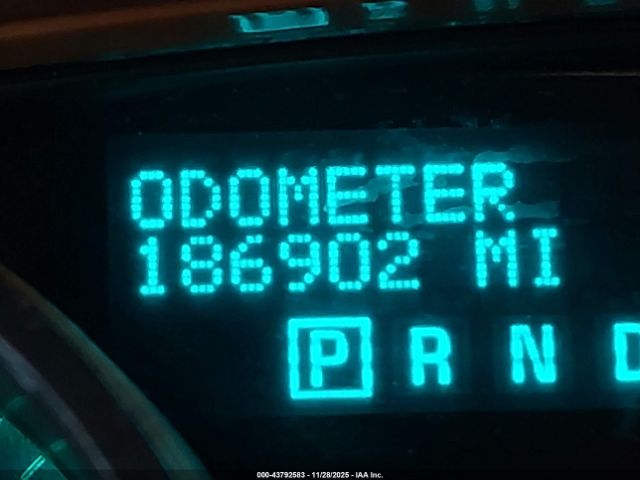 ODOMETER
186902 MI
P R N D
000-43792583 - 11/28/2025 - IAA Inc.